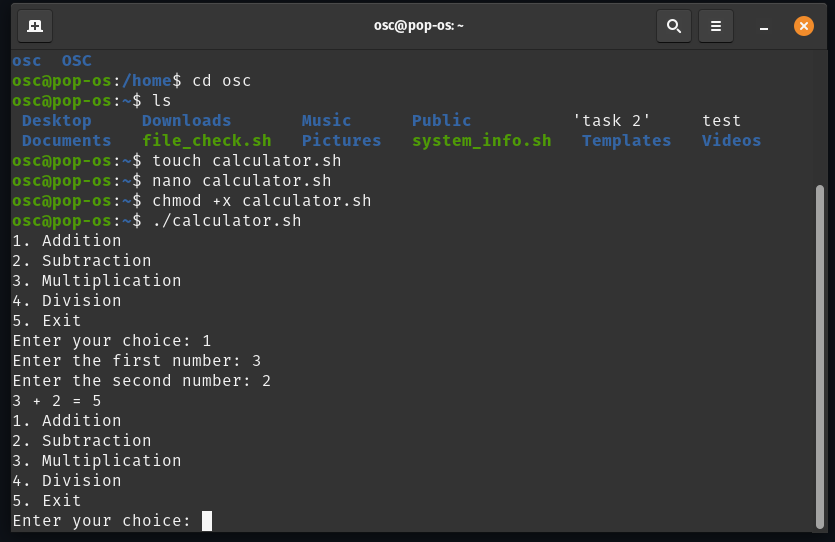 osc@pop-os: ~
osc  OSC
osc@pop-os:/home$ cd osc
osc@pop-os:~$ ls
 Desktop     Downloads       Music      Public          'task 2'     test
 Documents   file_check.sh   Pictures   system_info.sh   Templates   Videos
osc@pop-os:~$ touch calculator.sh
osc@pop-os:~$ nano calculator.sh
osc@pop-os:~$ chmod +x calculator.sh
osc@pop-os:~$ ./calculator.sh
1. Addition
2. Subtraction
3. Multiplication
4. Division
5. Exit
Enter your choice: 1
Enter the first number: 3
Enter the second number: 2
3 + 2 = 5
1. Addition
2. Subtraction
3. Multiplication
4. Division
5. Exit
Enter your choice: